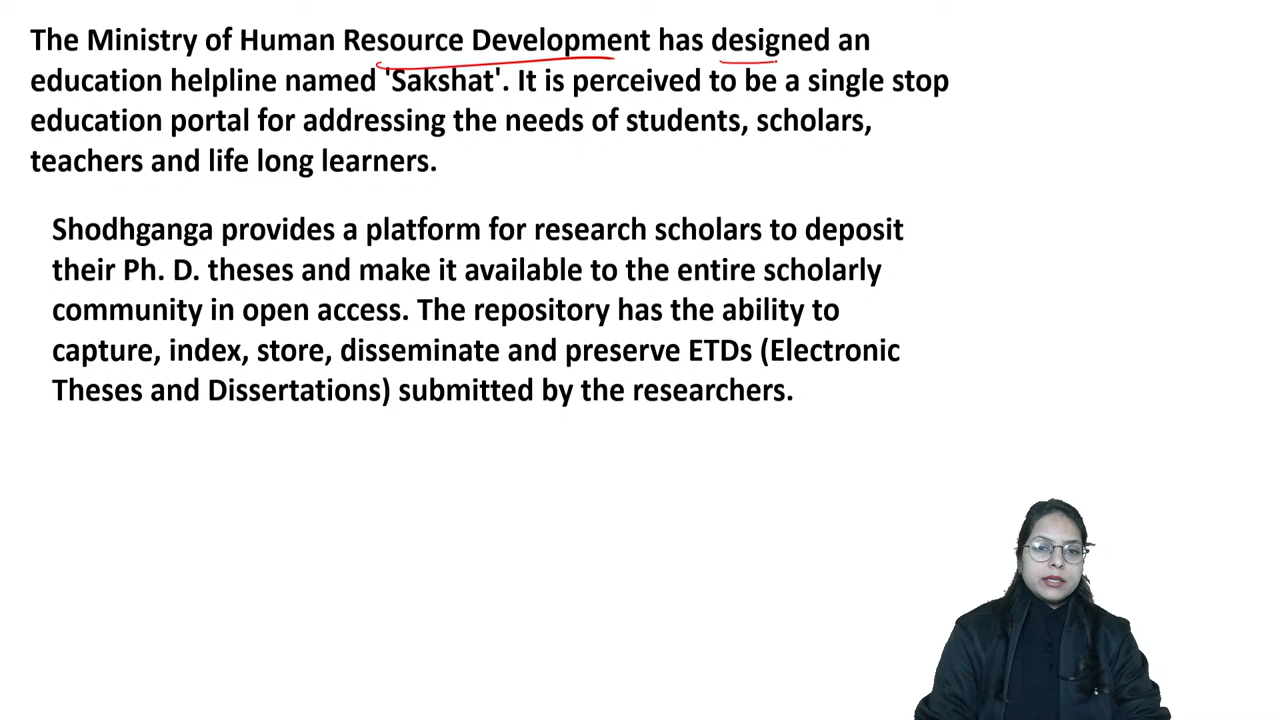 The Ministry of Human Resource Development has designed an
education helpline named 'Sakshat'. It is perceived to be a single stop
education portal for addressing the needs of students, scholars,
teachers and life long learners.
Shodhganga provides a platform for research scholars to deposit
their Ph. D. theses and make it available to the entire scholarly
community in open access. The repository has the ability to
capture, index, store, disseminate and preserve ETDs (Electronic
Theses and Dissertations) submitted by the researchers.